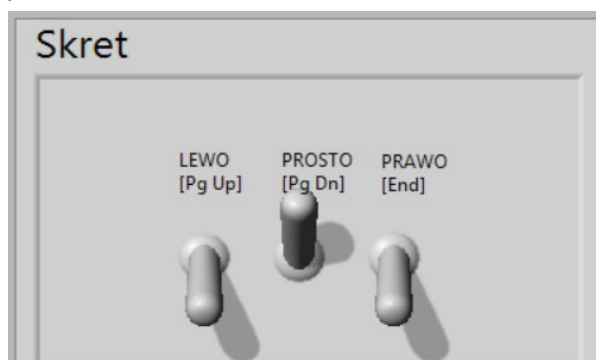 Skret
LEWO PROSTO PRAWO
[Pg Up] [Pg Dn] [End]